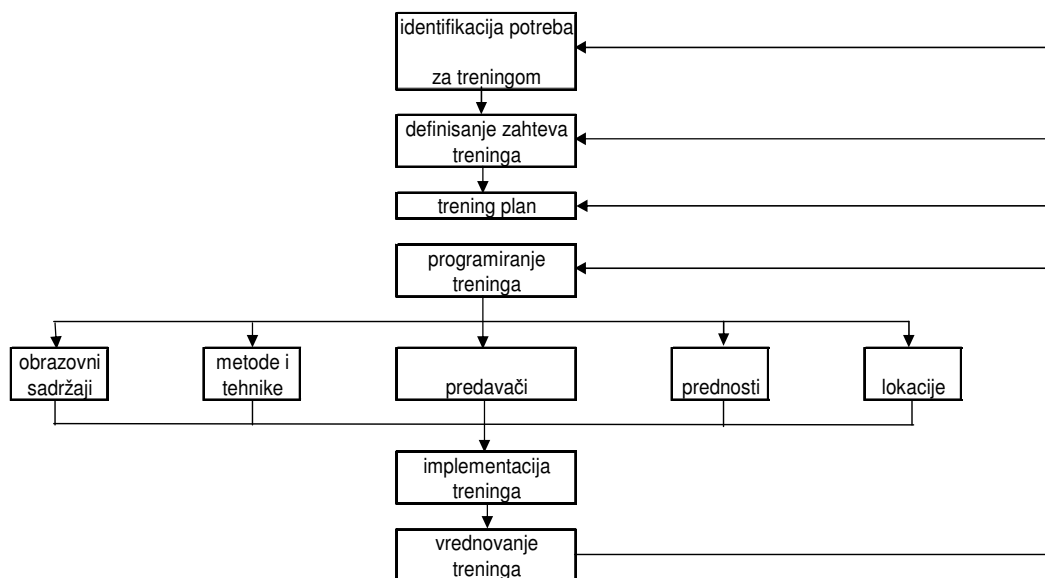 identifikacija potreba
za treningom
definisanje zahteva
treninga
trening plan
programiranje
treninga
obrazovni
sadržaji
metode i
tehnike
predavači
prednosti
lokacije
implementacija
treninga
vrednovanje
treninga